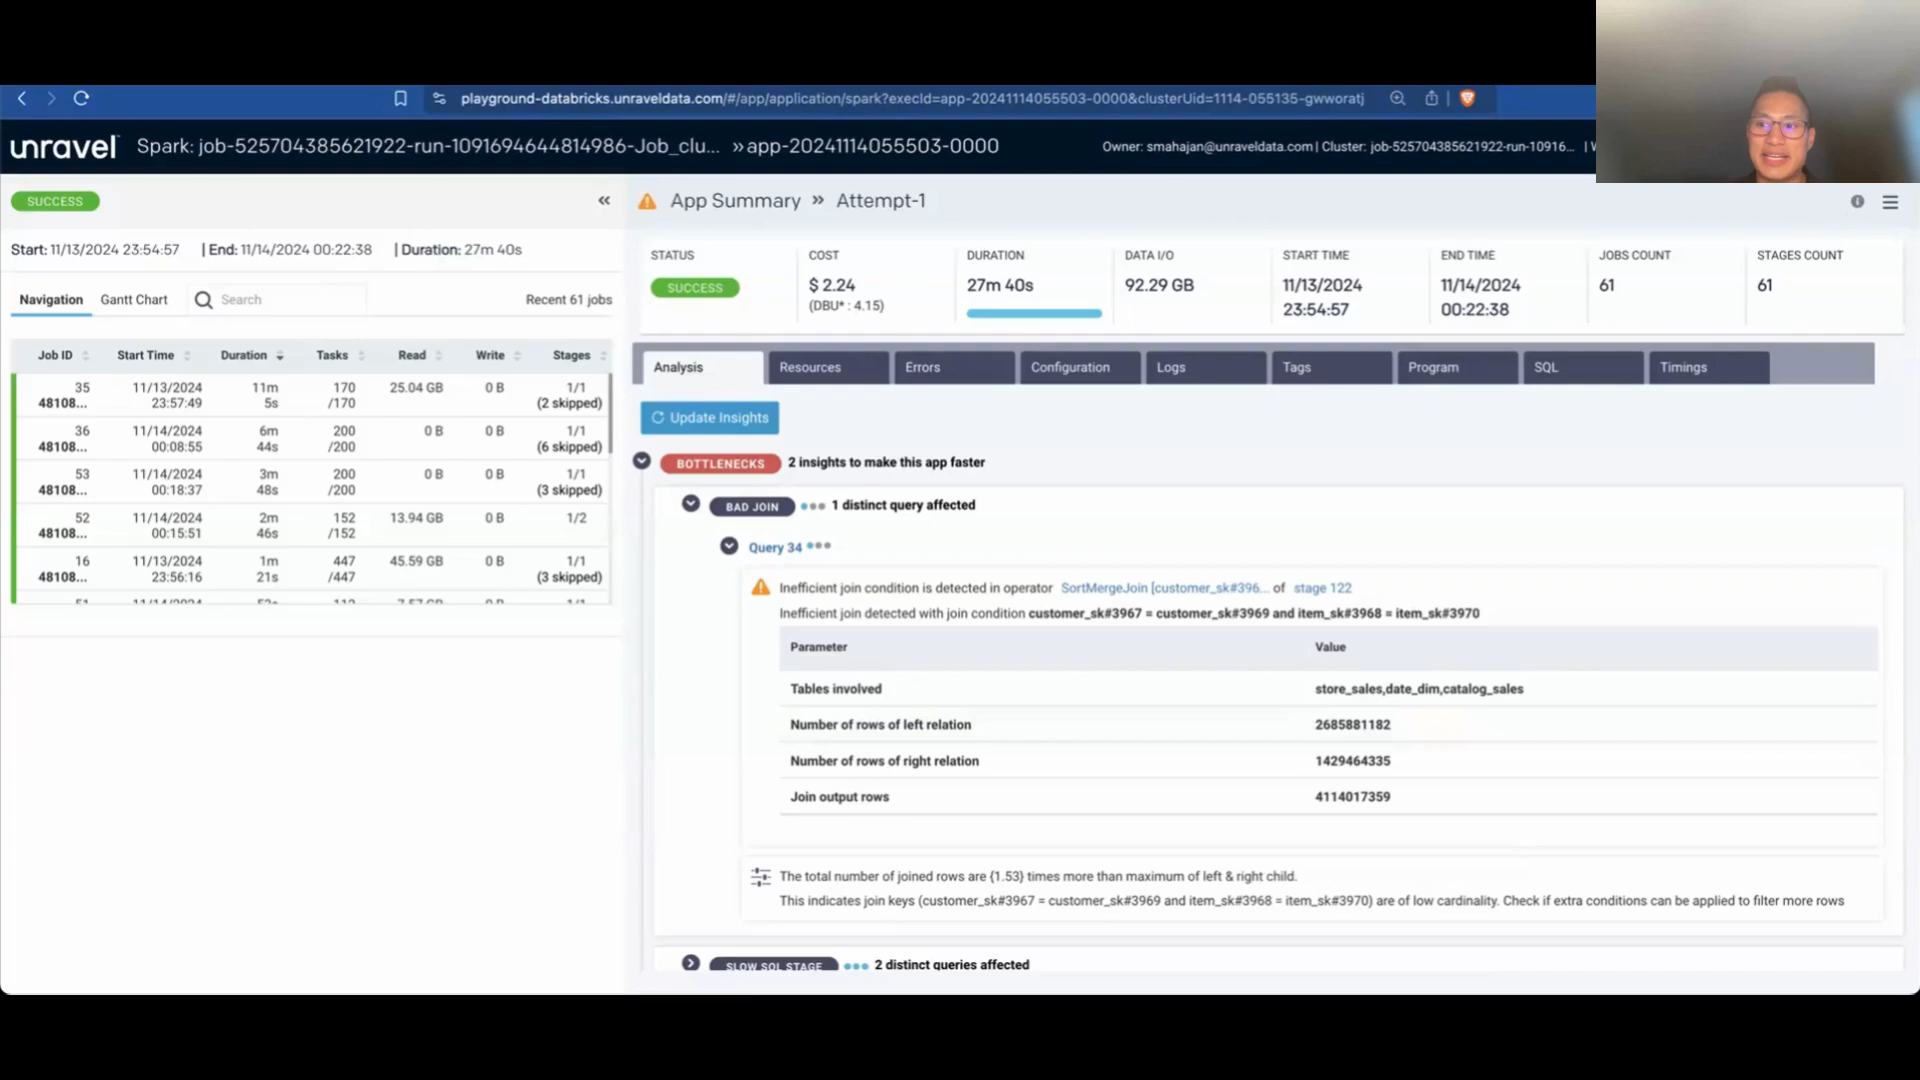 playground-databricks.unraveldata.com/#/app/application/spark?execId=app-20241114055503-0000&clusterUid=1114-055135-gwworatj
unravel Spark: job-525704385621922-run-1091694644814986-Job_clu... »app-20241114055503-0000 Owner: smahajan@unraveldata.com | Cluster: job-525704385621922-run-10916... |
SUCCESS «
App Summary » Attempt-1
Start: 11/13/2024 23:54:57 | End: 11/14/2024 00:22:38 | Duration: 27m 40s
Navigation Gantt Chart Search Recent 61 jobs
Job ID Start Time Duration Tasks Read Write Stages
35 11/13/2024 11m 170 25.04 GB 0 B 1/1
48108... 23:57:49 5s /170 (2 skipped)
36 11/14/2024 6m 200 0 B 0 B 1/1
48108... 00:08:55 44s /200 (6 skipped)
53 11/14/2024 3m 200 0 B 0 B 1/1
48108... 00:18:37 48s /200 (3 skipped)
52 11/14/2024 2m 152 13.94 GB 0 B 1/2
48108... 00:15:51 46s /152
16 11/13/2024 1m 447 45.59 GB 0 B 1/1
48108... 23:56:16 21s /447 (3 skipped)
STATUS COST DURATION DATA I/O START TIME END TIME JOBS COUNT STAGES COUNT
SUCCESS $ 2.24 27m 40s 92.29 GB 11/13/2024 11/14/2024 61 61
(DBU* : 4.15) 23:54:57 00:22:38
Analysis Resources Errors Configuration Logs Tags Program SQL Timings
Update Insights
BOTTLENECKS 2 insights to make this app faster
BAD JOIN 1 distinct query affected
Query 34
Inefficient join condition is detected in operator SortMergeJoin [customer_sk#396... of stage 122
Inefficient join detected with join condition customer_sk#3967 = customer_sk#3969 and item_sk#3968 = item_sk#3970
Parameter Value
Tables involved store_sales,date_dim,catalog_sales
Number of rows of left relation 2685881182
Number of rows of right relation 1429464335
Join output rows 4114017359
The total number of joined rows are {1.53} times more than maximum of left & right child.
This indicates join keys (customer_sk#3967 = customer_sk#3969 and item_sk#3968 = item_sk#3970) are of low cardinality. Check if extra conditions can be applied to filter more rows
SLOW SQL STAGE 2 distinct queries affected